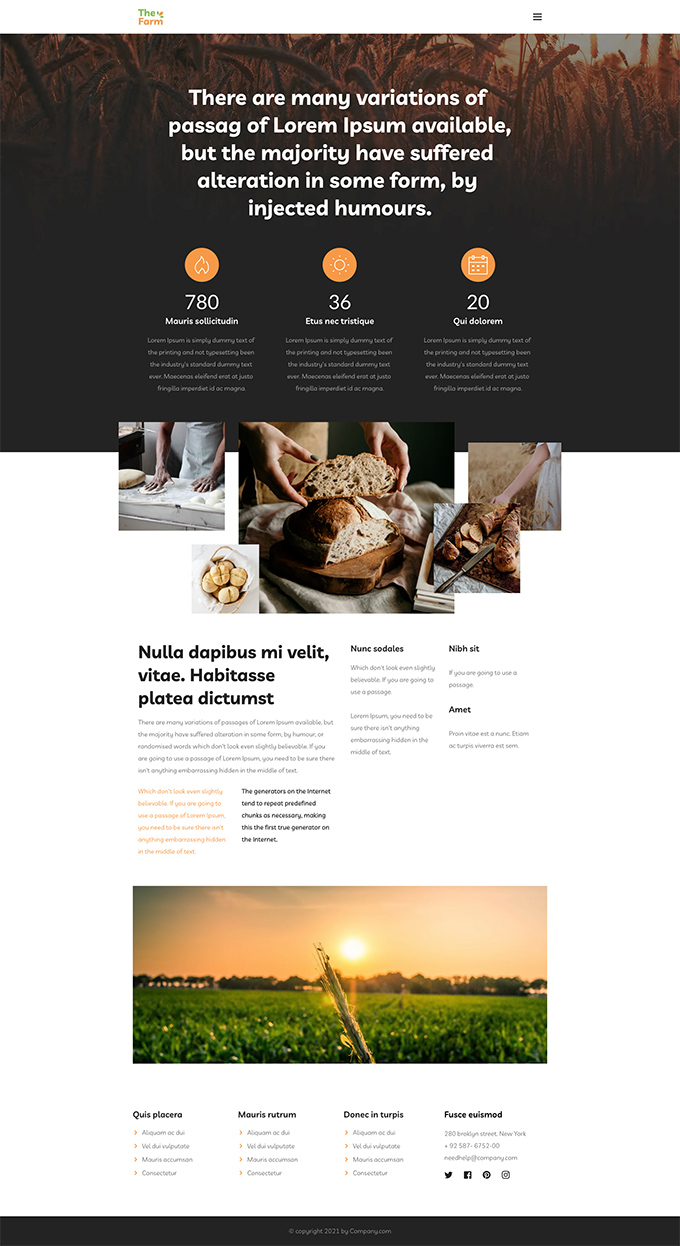 The
Farm
There are many variations of
passag of Lorem Ipsum available,
but the majority have suffered
alteration in some form, by
injected humours.
780
Mauris sollicitudin
Lorem Ipsum is simply dummy text of
the printing and not typesetting been
the industry's standard dummy text
ever. Maecenas eleifend erat at justo
fringilla imperdiet id ac magna.
36
Etus nec tristique
Lorem Ipsum is simply dummy text of
the printing and not typesetting been
the industry's standard dummy text
ever. Maecenas eleifend erat at justo
fringilla imperdiet id ac magna.
20
Qui dolorem
Lorem Ipsum is simply dummy text of
the printing and not typesetting been
the industry's standard dummy text
ever. Maecenas eleifend erat at justo
fringilla imperdiet id ac magna.
Nulla dapibus mi velit,
vitae. Habitasse
platea dictumst
There are many variations of passages of Lorem Ipsum available, but
the majority have suffered alteration in some form, by humour, or
randomised words which don't look even slightly believable. If you
are going to use a passage of Lorem Ipsum, you need to be sure there
isn't anything embarrassing hidden in the middle of text.
Which don't look even slightly
believable. If you are going to
use a passage of Lorem Ipsum,
you need to be sure there isn't
anything embarrassing hidden
in the middle of text.
The generators on the Internet
tend to repeat predefined
chunks as necessary, making
this the first true generator on
the Internet.
Nunc sodales
Which don't look even slightly
believable. If you are going to
use a passage.
Lorem Ipsum, you need to be
sure there isn't anything
embarrassing hidden in the
middle of text.
Nibh sit
If you are going to use a
passage.
Amet
Proin vitae est a nunc. Etiam
ac turpis viverra est sem.
Quis placera
Aliquam ac dui
Vel dui vulputate
Mauris accumsan
Consectetur
Mauris rutrum
Aliquam ac dui
Vel dui vulputate
Mauris accumsan
Consectetur
Donec in turpis
Aliquam ac dui
Vel dui vulputate
Mauris accumsan
Consectetur
Fusce euismod
280 broklyn street. New York
+ 92 587- 6752-00
needhelp@company.com
© copyright 2021 by Company.com